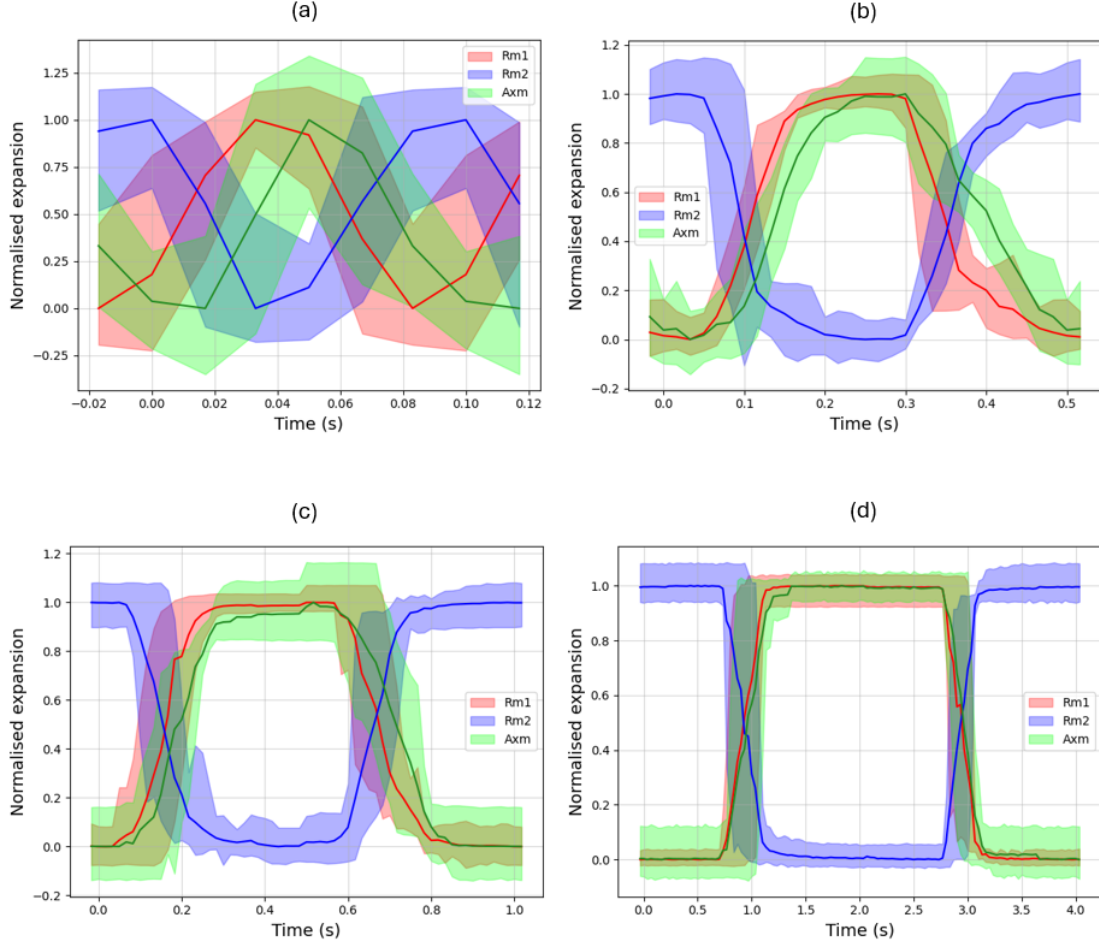 (a)
Normalised expansion
1.25
1.00
0.75
0.50
0.25
0.00
−0.25
−0.02 0.00 0.02 0.04 0.06 0.08 0.10 0.12
Time (s)
Rm1
Rm2
Axm
(b)
Normalised expansion
1.2
1.0
0.8
0.6
0.4
0.2
0.0
−0.2
0.0 0.1 0.2 0.3 0.4 0.5
Time (s)
Rm1
Rm2
Axm
(c)
Normalised expansion
1.2
1.0
0.8
0.6
0.4
0.2
0.0
−0.2
0.0 0.2 0.4 0.6 0.8 1.0
Time (s)
Rm1
Rm2
Axm
(d)
Normalised expansion
1.0
0.8
0.6
0.4
0.2
0.0
0.0 0.5 1.0 1.5 2.0 2.5 3.0 3.5 4.0
Time (s)
Rm1
Rm2
Axm